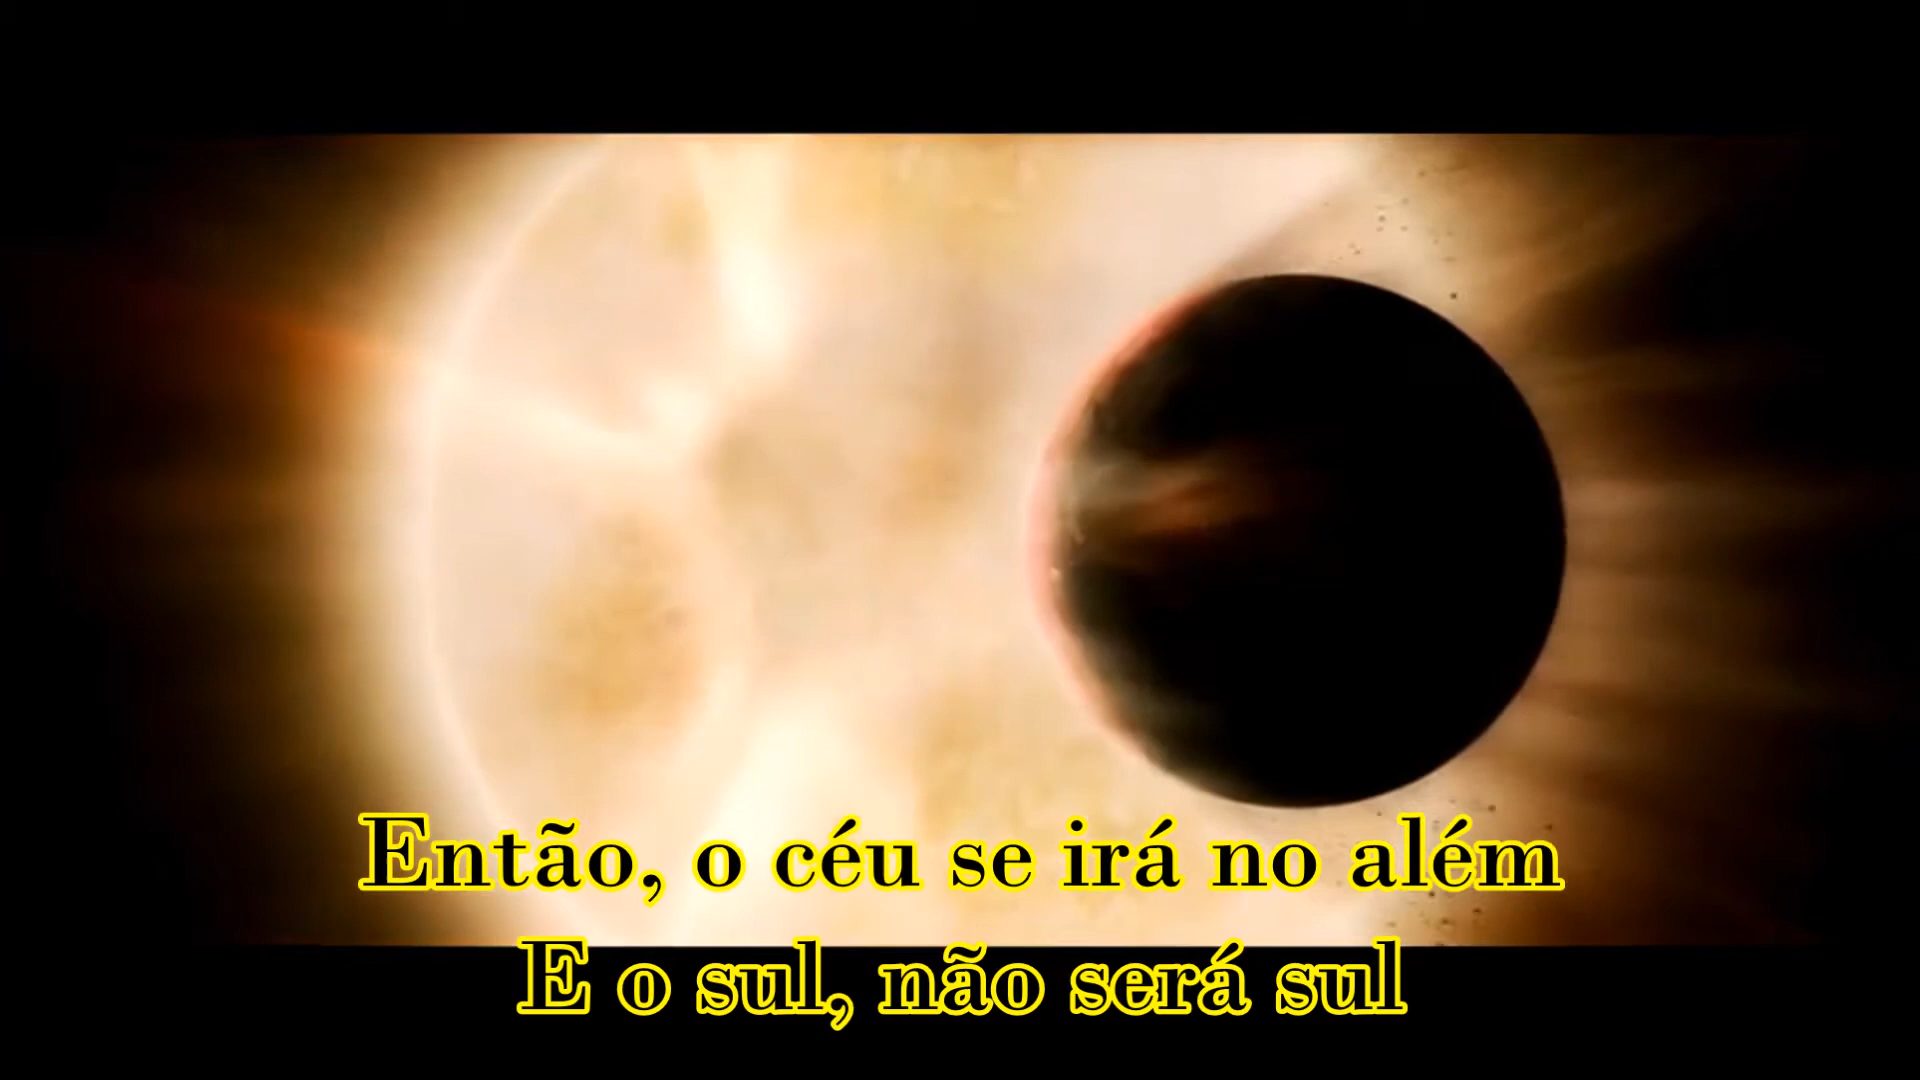 Então, o céu se irá no além
E o sul, não será sul